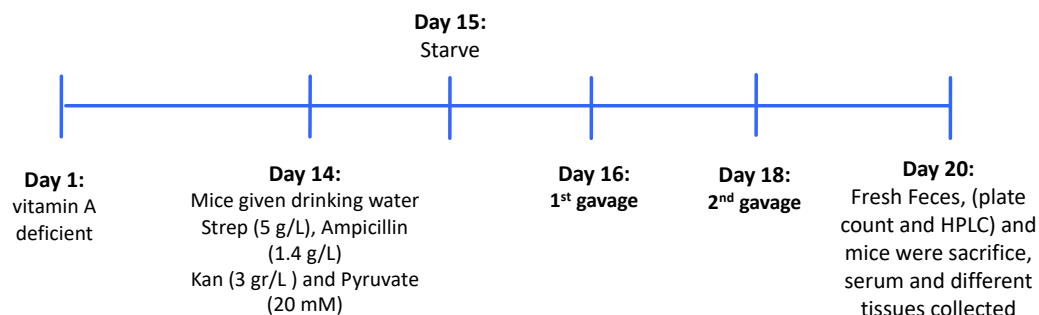 Day 15:
Starve
Day 1:
vitamin A
deficient
Day 14:
Mice given drinking water
Strep (5 g/L), Ampicillin
(1.4 g/L)
Kan (3 gr/L ) and Pyruvate
(20 mM)
Day 16:
1st gavage
Day 18:
2nd gavage
Day 20:
Fresh Feces, (plate
count and HPLC) and
mice were sacrifice,
serum and different
tissues collected